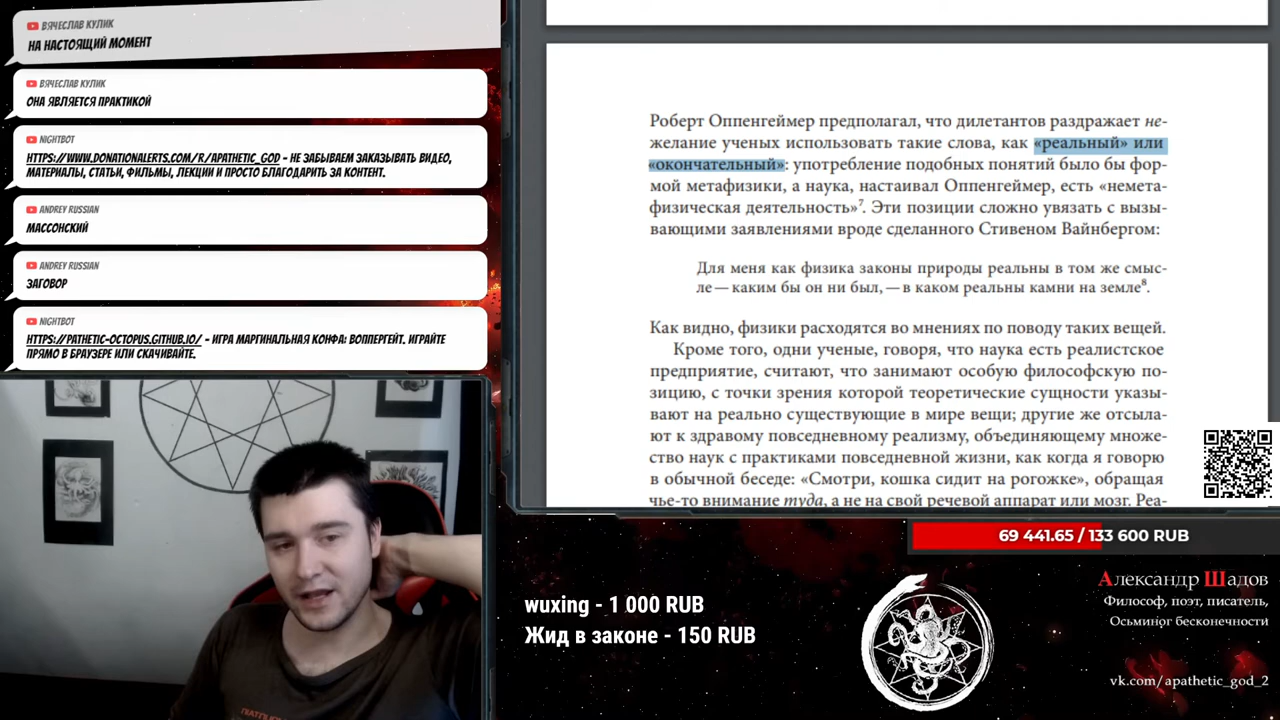 ВЯЧЕСЛАВ КУЛИК
НА НАСТОЯЩИЙ МОМЕНТ
ВЯЧЕСЛАВ КУЛИК
ОНА ЯВЛЯЕТСЯ ПРАКТИКОЙ
NIGHTBOT
HTTPS://WWW.DONATIONALERTS.COM/R/APATHETIC_GOD - НЕ ЗАБЫВАЕМ ЗАКАЗЫВАТЬ ВИДЕО,
МАТЕРИАЛЫ, СТАТЬИ, ФИЛЬМЫ, ЛЕКЦИИ И ПРОСТО БЛАГОДАРИТЬ ЗА КОНТЕНТ.
ANDREY RUSSIAN
МАССОНСКИЙ
ANDREY RUSSIAN
ЗАГОВОР
NIGHTBOT
HTTPS://PATHETIC-OCTOPUS.GITHUB.IO/ - ИГРА МАРГИНАЛЬНАЯ КОНФА: ВОППЕРГЕЙТ. ИГРАЙТЕ
ПРЯМО В БРАУЗЕРЕ ИЛИ СКАЧИВАЙТЕ.
Роберт Оппенгеймер предполагал, что дилетантов раздражает не-
желание ученых использовать такие слова, как «реальный» или
«окончательный»: употребление подобных понятий было бы фор-
мой метафизики, а наука, настаивал Оппенгеймер, есть «немета-
физическая деятельность»⁷. Эти позиции сложно увязать с вызы-
вающими заявлениями вроде сделанного Стивеном Вайнбергом:
Для меня как физика законы природы реальны в том же смыс-
ле — каким бы он ни был, — в каком реальны камни на земле⁸.
Как видно, физики расходятся во мнениях по поводу таких вещей.
Кроме того, одни ученые, говоря, что наука есть реалистское
предприятие, считают, что занимают особую философскую по-
зицию, с точки зрения которой теоретические сущности указы-
вают на реально существующие в мире вещи; другие же отсыла-
ют к здравому повседневному реализму, объединяющему множе-
ство наук с практиками повседневной жизни, как когда я говорю
в обычной беседе: «Смотри, кошка сидит на рогожке», обращая
чье-то внимание туда, а не на свой речевой аппарат или мозг. Реа-
69 441.65 / 133 600 RUB
wuxing - 1 000 RUB
Жид в законе - 150 RUB
Александр Шадов
Философ, поэт, писатель,
Осьминог бесконечности
vk.com/apathetic_god_2